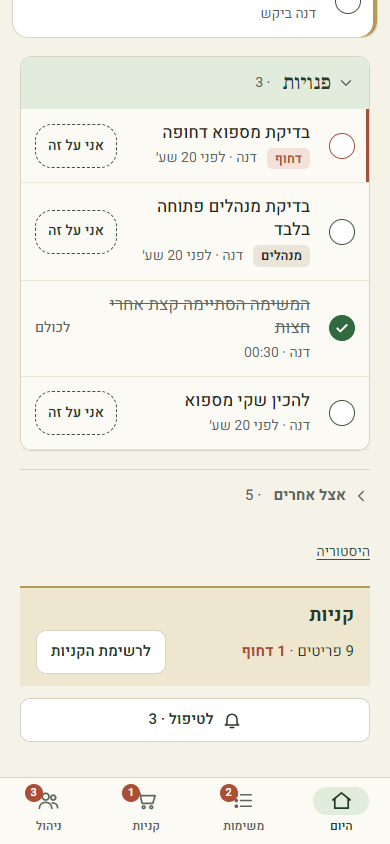 דנה ביקש
פנויות · 3
בדיקת מספוא דחופה
דחוף דנה · לפני 20 שע׳
אני על זה
בדיקת מנהלים פתוחה
בלבד
מנהלים דנה · לפני 20 שע׳
אני על זה
המשימה הסתיימה קצת אחרי
חצות
דנה · 00:30
לכולם
להכין שקי מספוא
דנה · לפני 20 שע׳
אני על זה
אצל אחרים · 5
היסטוריה
קניות
9 פריטים · 1 דחוף
לרשימת הקניות
לטיפול · 3
היום
2
משימות
1
קניות
3
ניהול